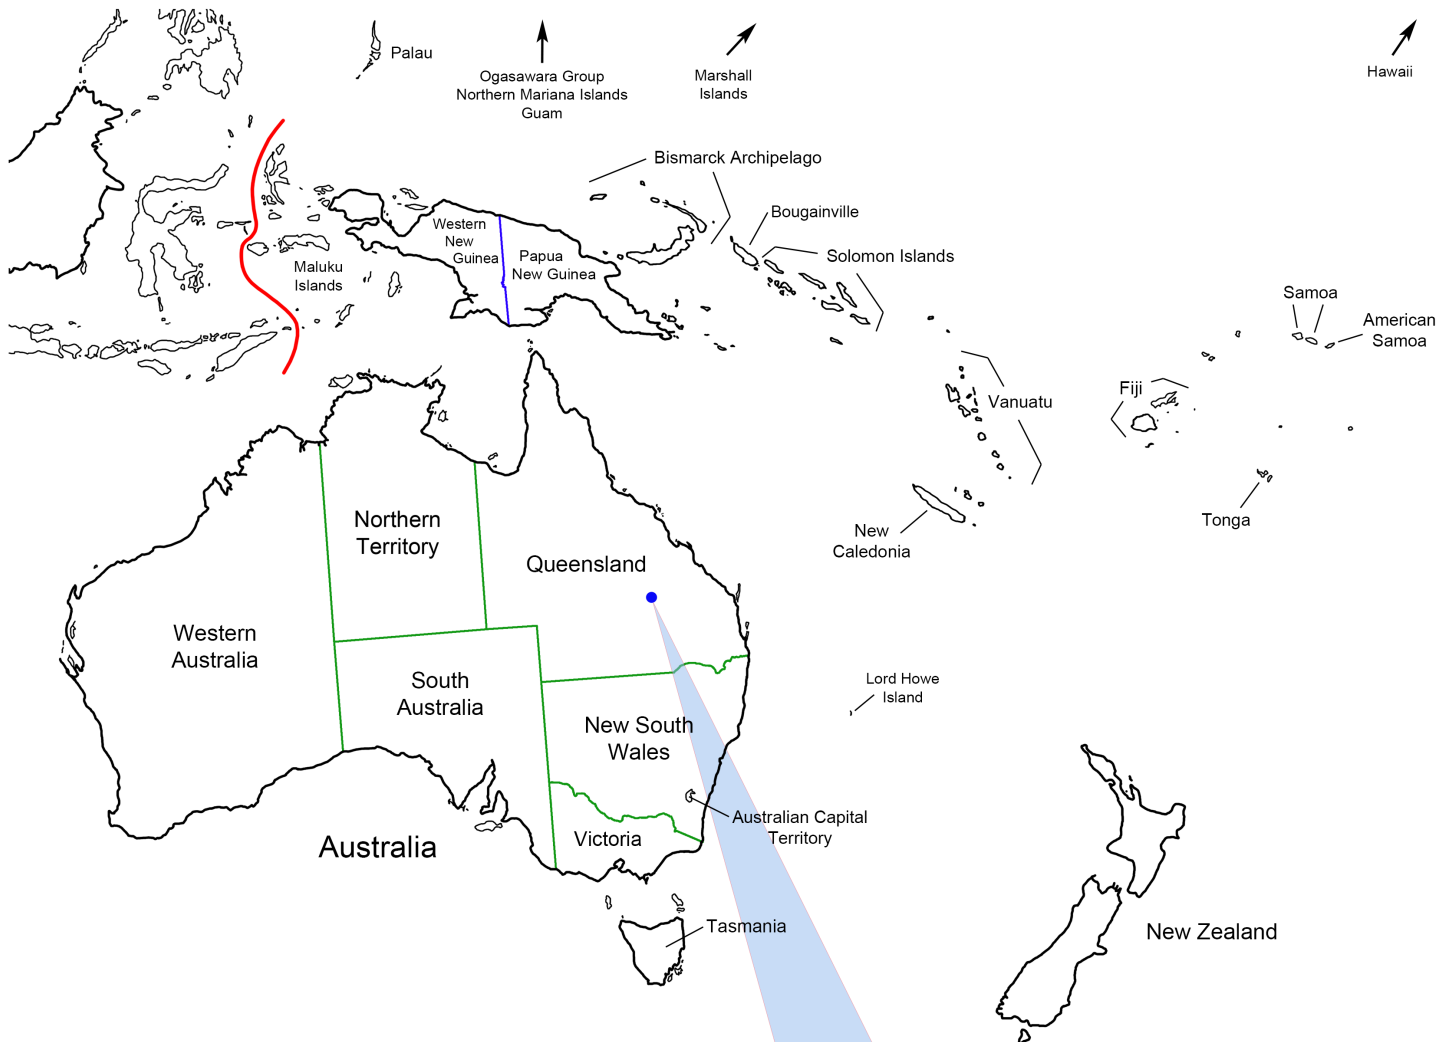 Palau
Ogasawara Group
Northern Mariana Islands
Guam
Marshall
Islands
Hawaii
Bismarck Archipelago
Bougainville
Solomon Islands
Western
New
Guinea
Papua
New Guinea
Maluku
Islands
Samoa
American
Samoa
Fiji
Vanuatu
Tonga
New
Caledonia
Northern
Territory
Queensland
Western
Australia
South
Australia
New South
Wales
Lord Howe
Island
Australian Capital
Territory
Victoria
Australia
Tasmania
New Zealand